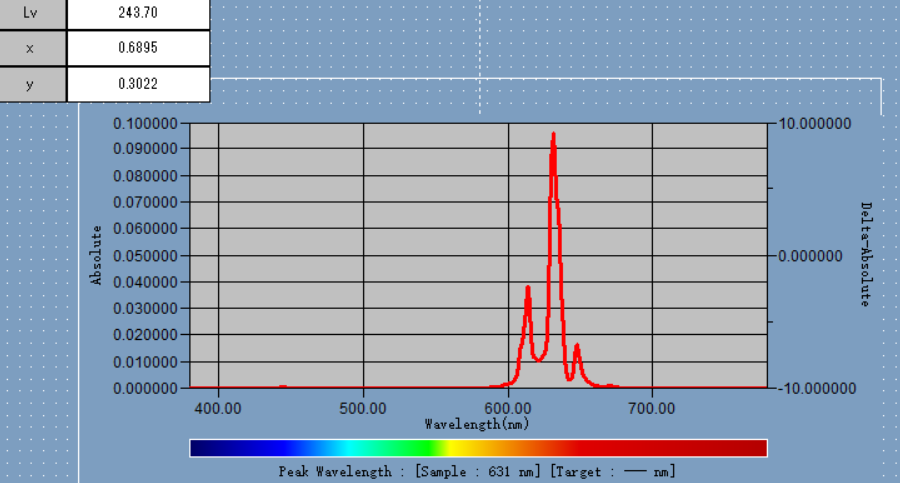 Lv 243.70
x 0.6895
y 0.3022
0.100000 10.000000
0.090000
0.080000
0.070000
0.060000
0.050000 0.000000
0.040000
0.030000
0.020000
0.010000
0.000000 -10.000000
Absolute
Delta-Absolute
400.00 500.00 600.00 700.00
Wavelength(nm)
Peak Wavelength : [Sample : 631 nm] [Target : ── nm]